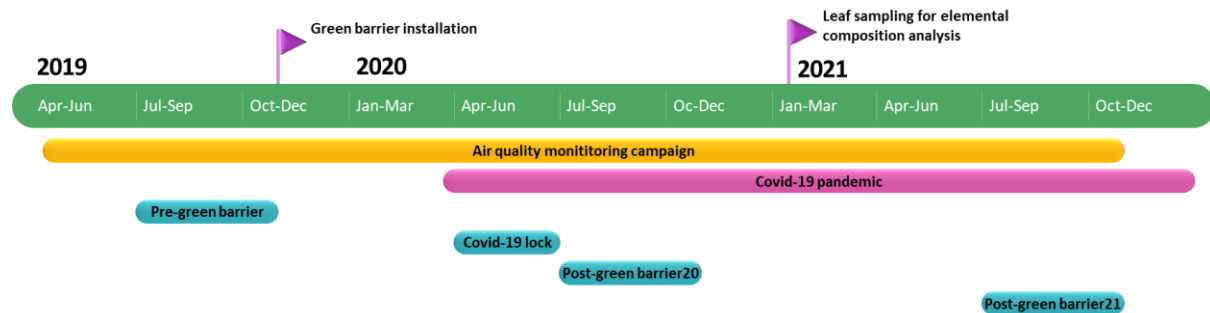 Green barrier installation
Leaf sampling for elemental
composition analysis
2019
2020
2021
Apr-Jun
Jul-Sep
Oct-Dec
Jan-Mar
Apr-Jun
Jul-Sep
Oc-Dec
Jan-Mar
Apr-Jun
Jul-Sep
Oct-Dec
Air quality monititoring campaign
Covid-19 pandemic
Pre-green barrier
Covid-19 lock
Post-green barrier20
Post-green barrier21